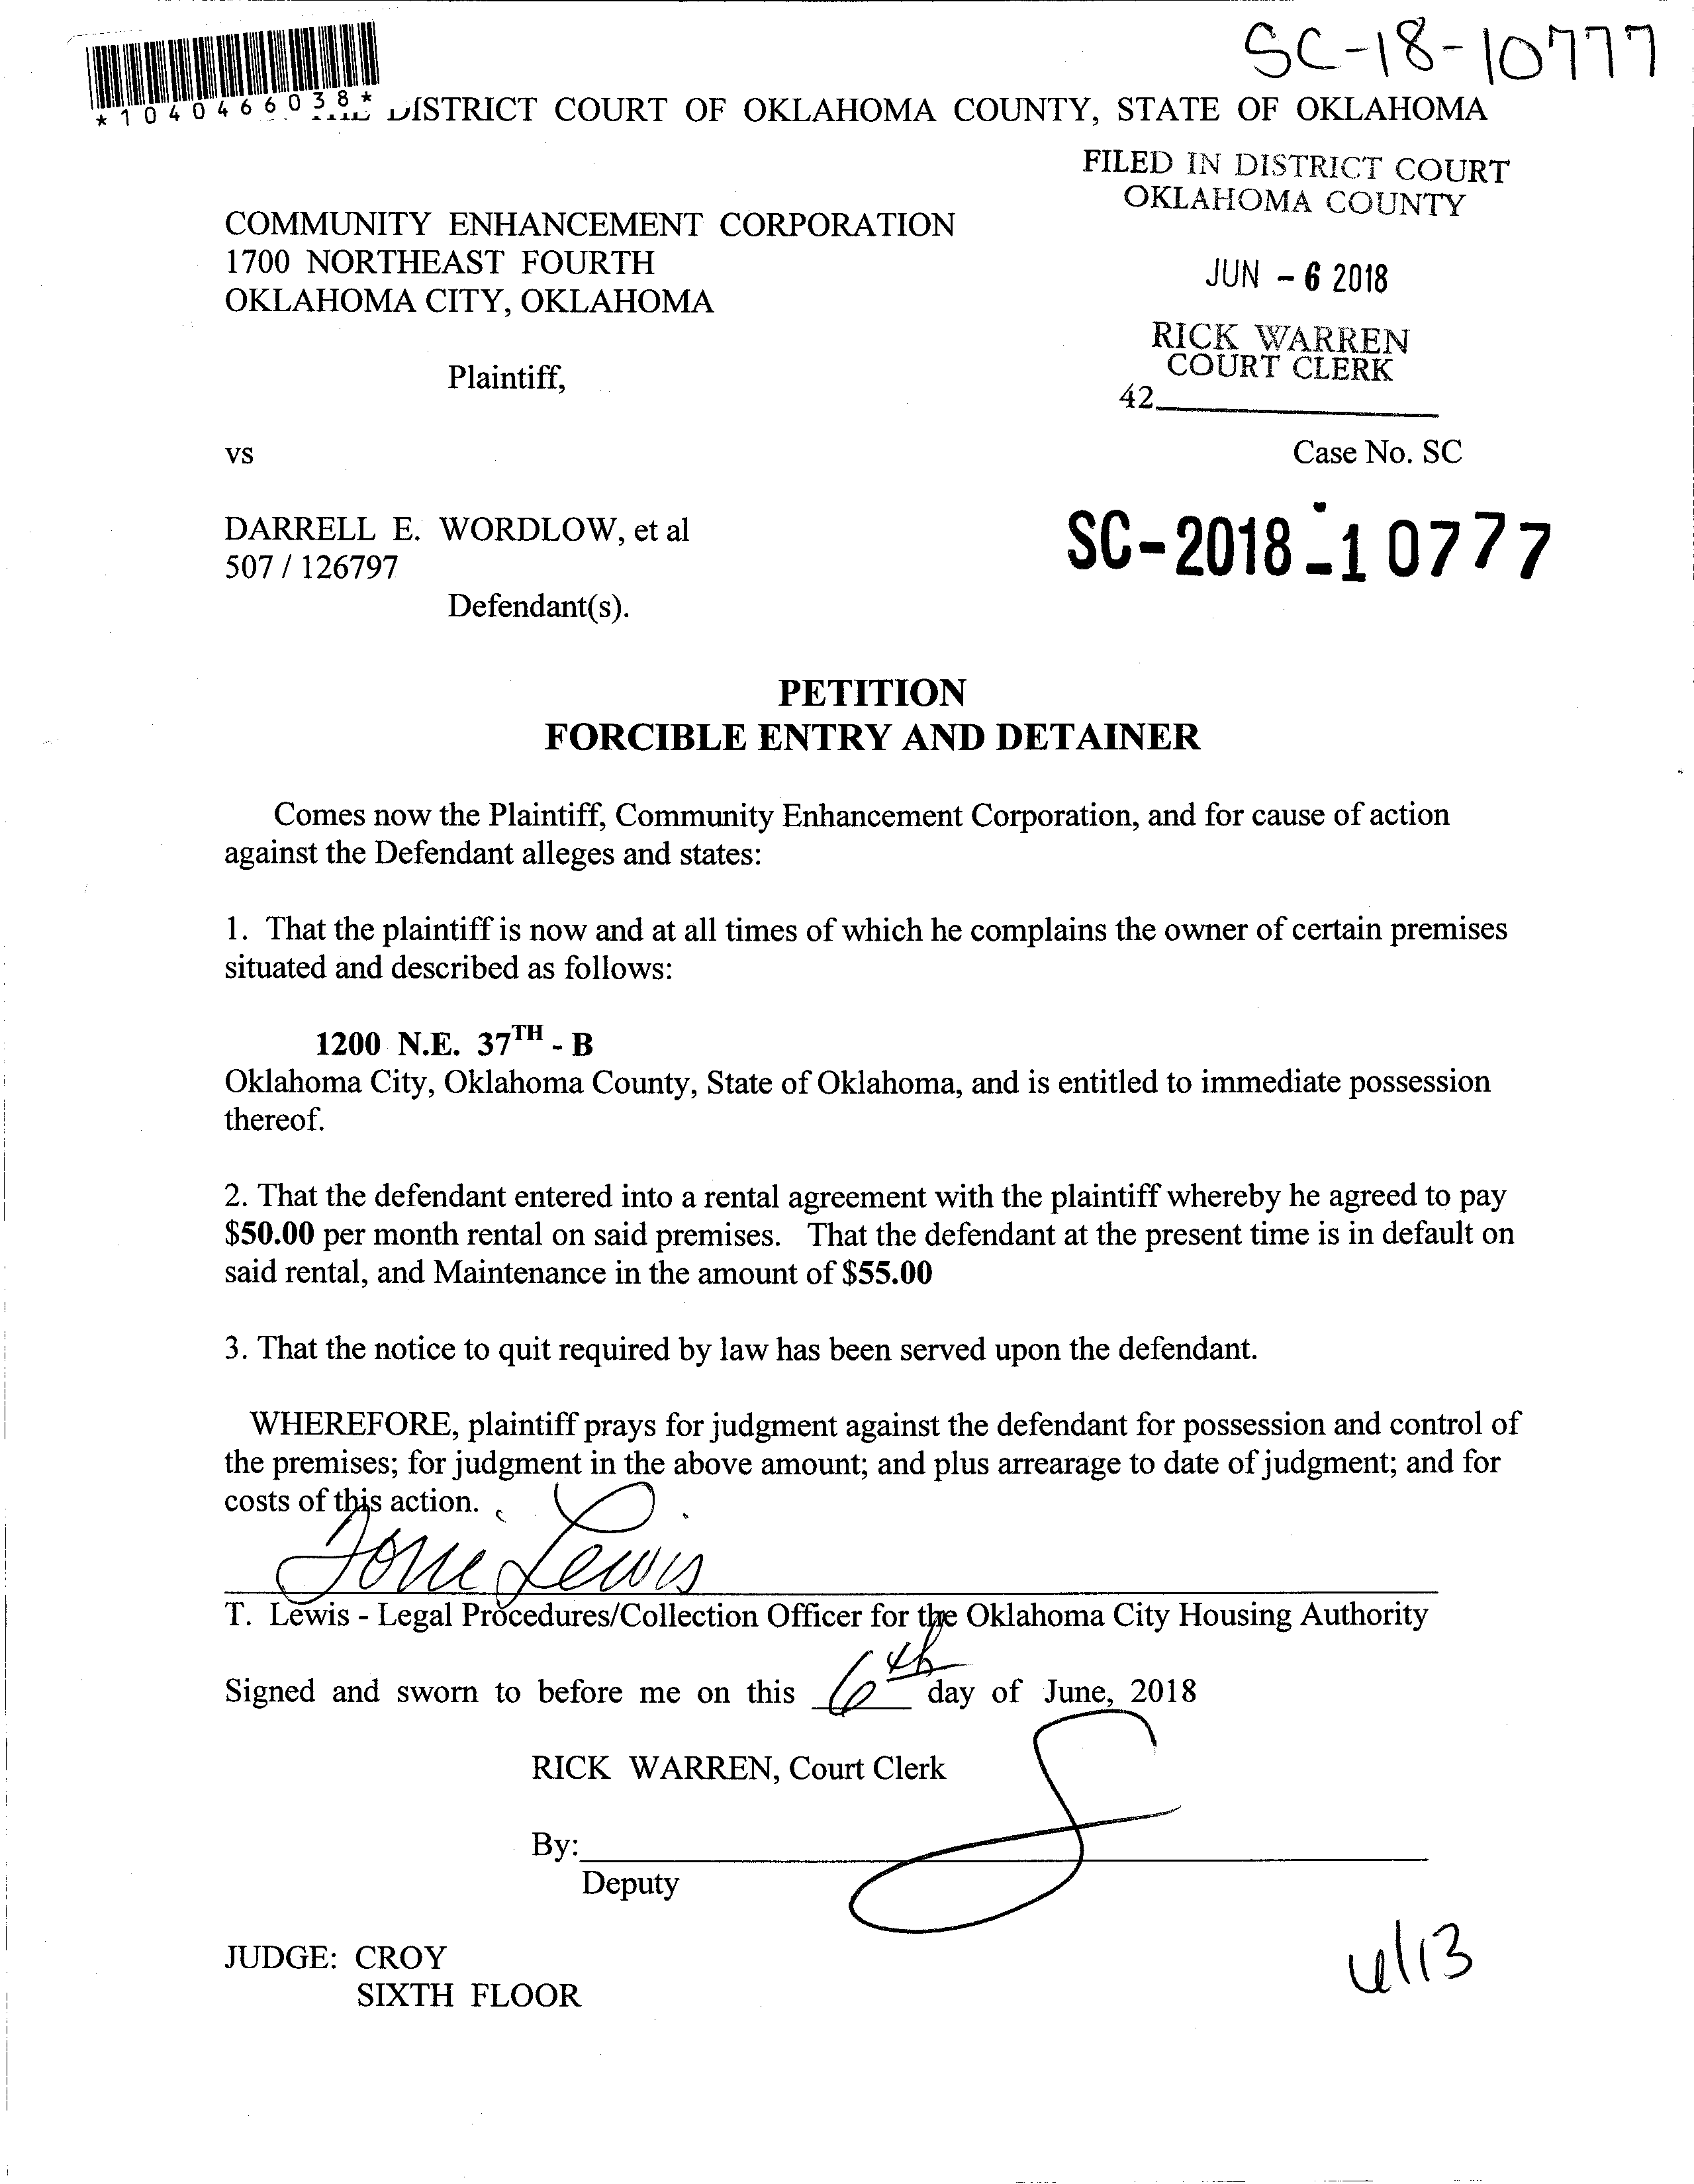 SC-18-10777
*1040466038*
DISTRICT COURT OF OKLAHOMA COUNTY, STATE OF OKLAHOMA
FILED IN DISTRICT COURT
OKLAHOMA COUNTY
COMMUNITY ENHANCEMENT CORPORATION
1700 NORTHEAST FOURTH
OKLAHOMA CITY, OKLAHOMA
JUN - 6 2018
RICK WARREN
COURT CLERK
42
Plaintiff,
vs
Case No. SC
DARRELL E. WORDLOW, et al
507 / 126797
SC-2018-10777
Defendant(s).
PETITION
FORCIBLE ENTRY AND DETAINER
Comes now the Plaintiff, Community Enhancement Corporation, and for cause of action
against the Defendant alleges and states:
1. That the plaintiff is now and at all times of which he complains the owner of certain premises
situated and described as follows:
1200 N.E. 37TH - B
Oklahoma City, Oklahoma County, State of Oklahoma, and is entitled to immediate possession
thereof.
2. That the defendant entered into a rental agreement with the plaintiff whereby he agreed to pay
$50.00 per month rental on said premises. That the defendant at the present time is in default on
said rental, and Maintenance in the amount of $55.00
3. That the notice to quit required by law has been served upon the defendant.
WHEREFORE, plaintiff prays for judgment against the defendant for possession and control of
the premises; for judgment in the above amount; and plus arrearage to date of judgment; and for
costs of this action.
Toni Lewis
T. Lewis - Legal Procedures/Collection Officer for the Oklahoma City Housing Authority
Signed and sworn to before me on this 6th day of June, 2018
RICK WARREN, Court Clerk
By:
Deputy
JUDGE: CROY
SIXTH FLOOR
6/13